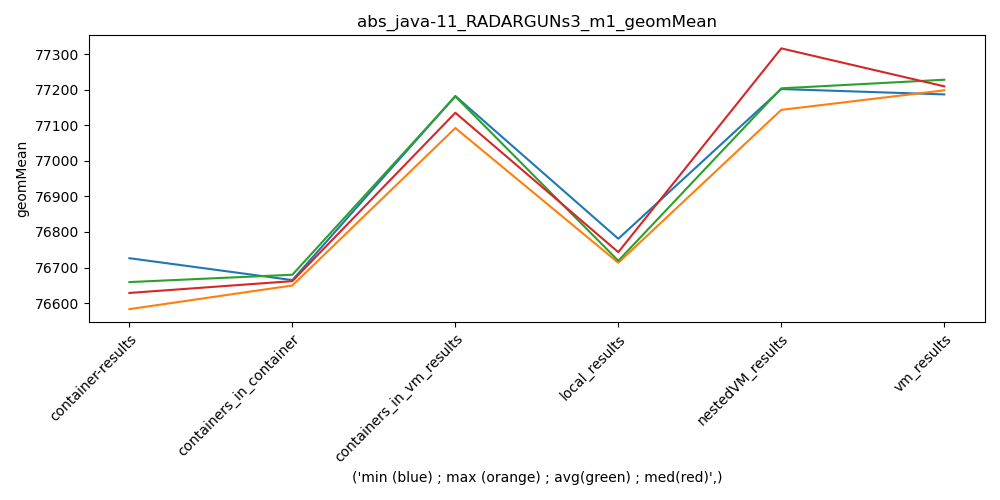 abs_java-11_RADARGUNs3_m1_geomMean
77300
77200
77100
77000
76900
76800
76700
76600
geomMean
container-results
containers_in_container
containers_in_vm_results
local_results
nestedVM_results
vm_results
('min (blue) ; max (orange) ; avg(green) ; med(red)',)